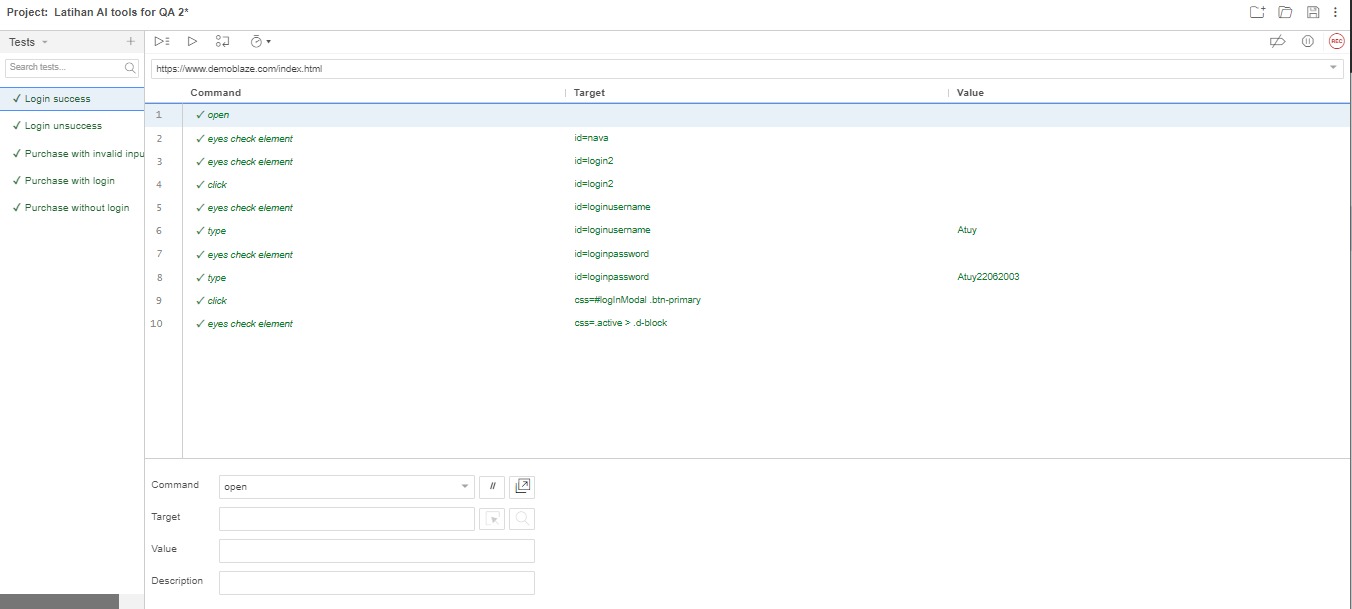 Project: Latihan AI tools for QA 2*
Tests
Search tests...
✓ Login success
✓ Login unsuccess
✓ Purchase with invalid inpu
✓ Purchase with login
✓ Purchase without login
REC
https://www.demoblaze.com/index.html
Command Target Value
1 ✓ open
2 ✓ eyes check element id=nava
3 ✓ eyes check element id=login2
4 ✓ click id=login2
5 ✓ eyes check element id=loginusername
6 ✓ type id=loginusername Atuy
7 ✓ eyes check element id=loginpassword
8 ✓ type id=loginpassword Atuy22062003
9 ✓ click css=#logInModal .btn-primary
10 ✓ eyes check element css=.active > .d-block
Command open //
Target
Value
Description